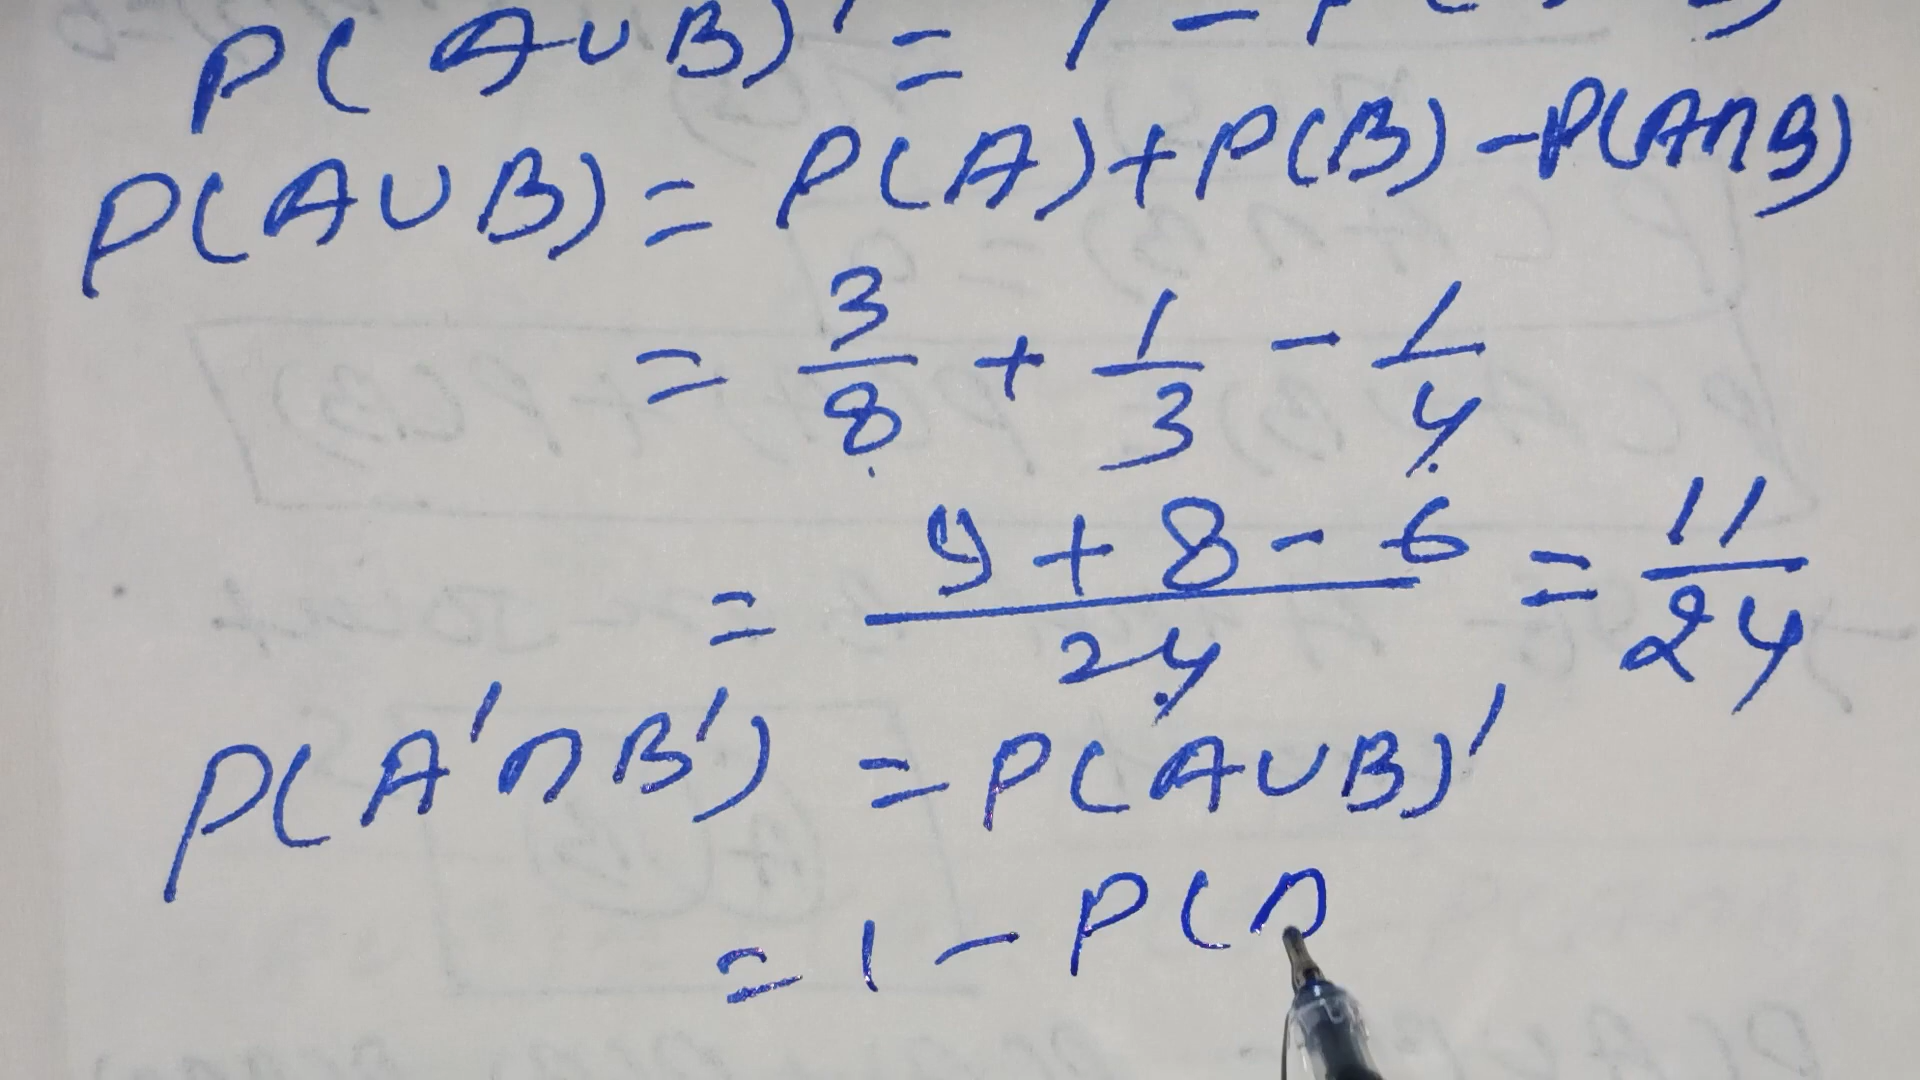 P(A∪B)' = 1 - P(
P(A∪B) = P(A) + P(B) - P(A∩B)
= 3/8 + 1/3 - 1/4
= (9 + 8 - 6)/24 = 11/24
P(A'∩B') = P(A∪B)'
= 1 - P(A